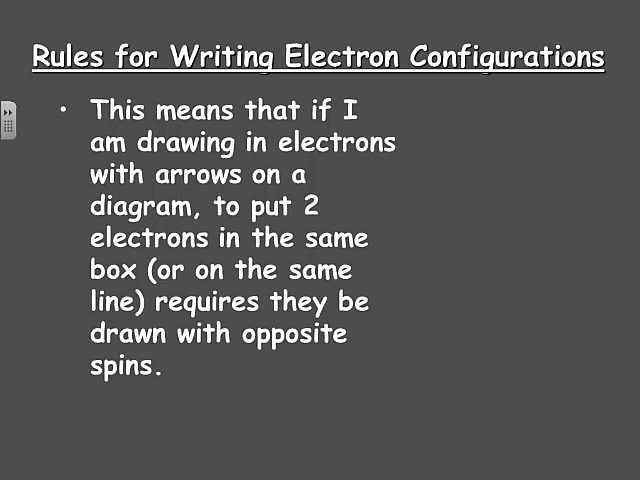 Rules for Writing Electron Configurations
• This means that if I
am drawing in electrons
with arrows on a
diagram, to put 2
electrons in the same
box (or on the same
line) requires they be
drawn with opposite
spins.